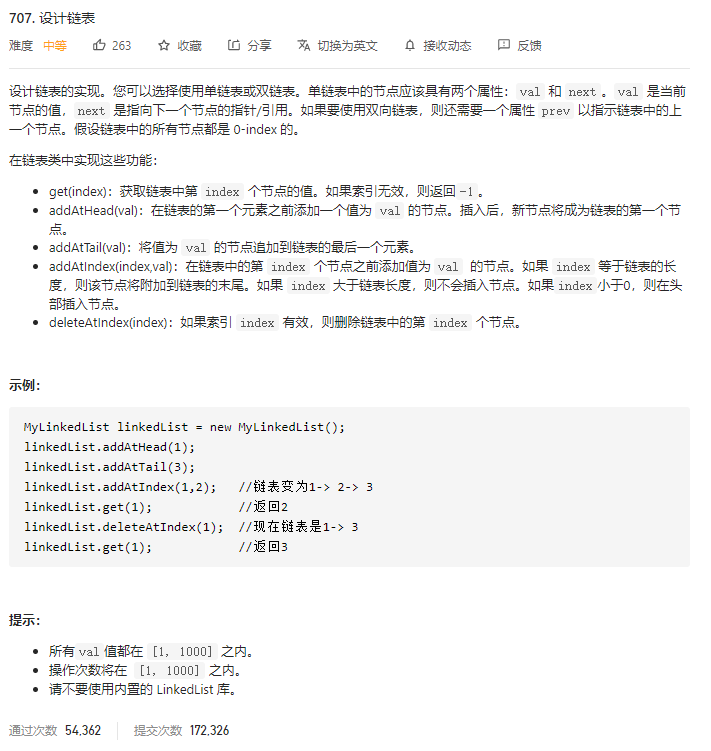 707. 设计链表
难度 中等 263 收藏 分享 切换为英文 接收动态 反馈
设计链表的实现。您可以选择使用单链表或双链表。单链表中的节点应该具有两个属性：val 和 next。val 是当前
节点的值，next 是指向下一个节点的指针/引用。如果要使用双向链表，则还需要一个属性 prev 以指示链表中的上
一个节点。假设链表中的所有节点都是 0-index 的。
在链表类中实现这些功能：
• get(index)：获取链表中第 index 个节点的值。如果索引无效，则返回 -1 。
• addAtHead(val)：在链表的第一个元素之前添加一个值为 val 的节点。插入后，新节点将成为链表的第一个节
点。
• addAtTail(val)：将值为 val 的节点追加到链表的最后一个元素。
• addAtIndex(index,val)：在链表中的第 index 个节点之前添加值为 val 的节点。如果 index 等于链表的长
度，则该节点将附加到链表的末尾。如果 index 大于链表长度，则不会插入节点。如果 index 小于0，则在头
部插入节点。
• deleteAtIndex(index)：如果索引 index 有效，则删除链表中的第 index 个节点。
示例：
MyLinkedList linkedList = new MyLinkedList();
linkedList.addAtHead(1);
linkedList.addAtTail(3);
linkedList.addAtIndex(1,2); //链表变为1-> 2-> 3
linkedList.get(1); //返回2
linkedList.deleteAtIndex(1); //现在链表是1-> 3
linkedList.get(1); //返回3
提示：
• 所有 val 值都在 [1, 1000] 之内。
• 操作次数将在 [1, 1000] 之内。
• 请不要使用内置的 LinkedList 库。
通过次数 54,362 提交次数 172,326